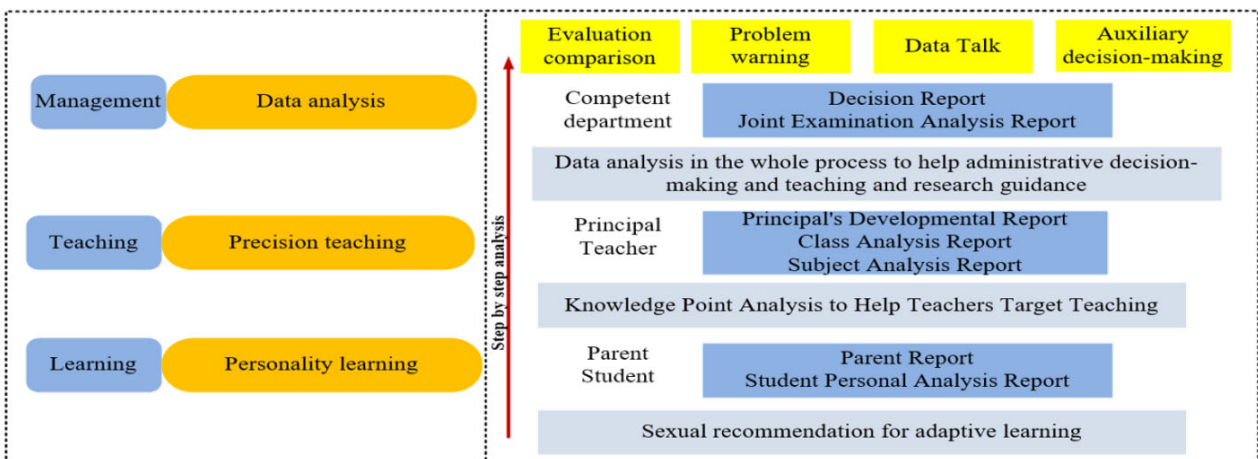 Management
Data analysis
Teaching
Precision teaching
Learning
Personality learning
Step by step analysis
Evaluation
comparison
Problem
warning
Data Talk
Auxiliary
decision-making
Competent
department
Decision Report
Joint Examination Analysis Report
Data analysis in the whole process to help administrative decision-
making and teaching and research guidance
Principal
Teacher
Principal's Developmental Report
Class Analysis Report
Subject Analysis Report
Knowledge Point Analysis to Help Teachers Target Teaching
Parent
Student
Parent Report
Student Personal Analysis Report
Sexual recommendation for adaptive learning